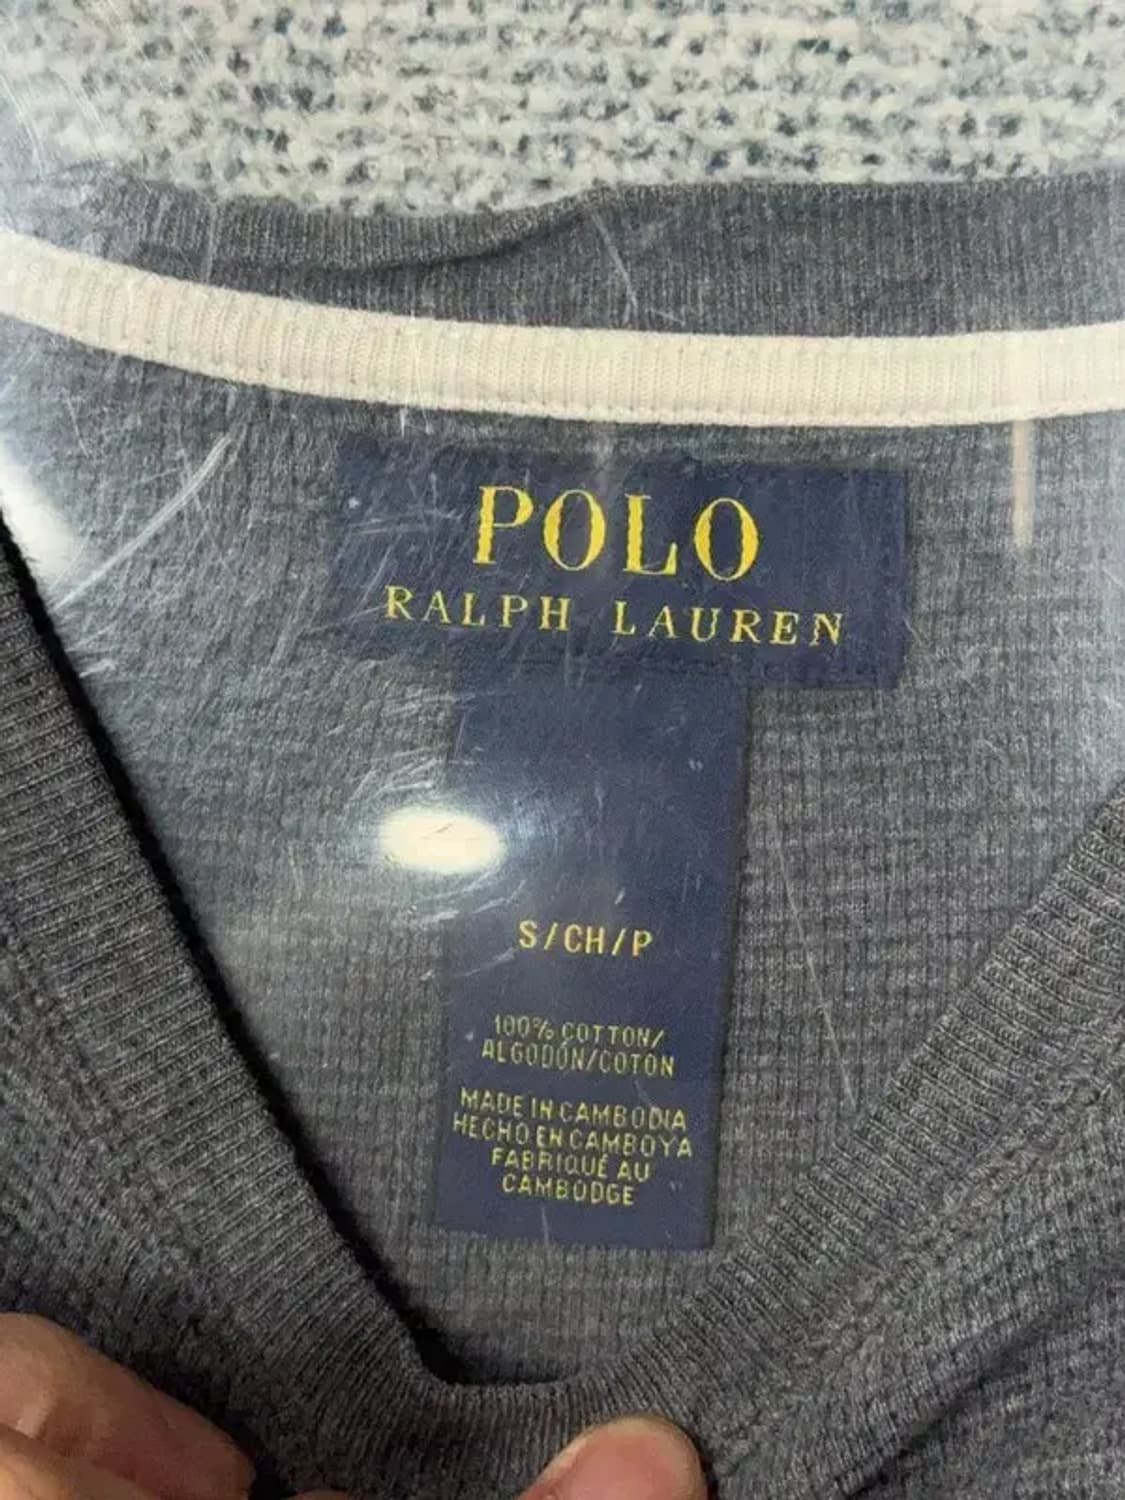 POLO
RALPH LAUREN
S/CH/P
100% COTTON/
ALGODÓN/COTON
MADE IN CAMBODIA
HECHO EN CAMBOYA
FABRIQUÉ AU
CAMBODGE